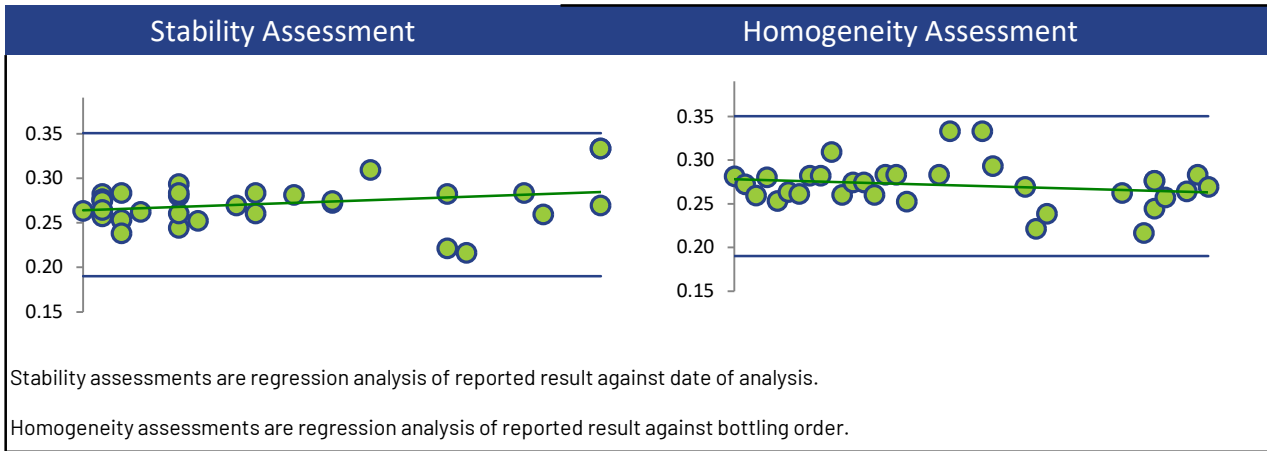 Stability Assessment
Homogeneity Assessment
0.35
0.30
0.25
0.20
0.15
0.35
0.30
0.25
0.20
0.15
Stability assessments are regression analysis of reported result against date of analysis.
Homogeneity assessments are regression analysis of reported result against bottling order.